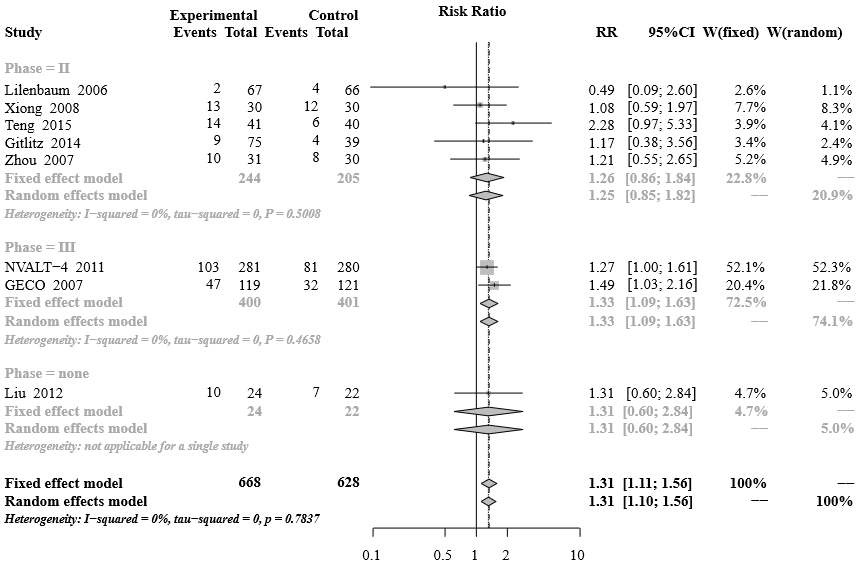 Risk Ratio
Experimental Control
Study Events Total Events Total RR 95%CI W(fixed) W(random)
Phase = II
Lilenbaum 2006 2 67 4 66 0.49 [0.09; 2.60] 2.6% 1.1%
Xiong 2008 13 30 12 30 1.08 [0.59; 1.97] 7.7% 8.3%
Teng 2015 14 41 6 40 2.28 [0.97; 5.33] 3.9% 4.1%
Gitlitz 2014 9 75 4 39 1.17 [0.38; 3.56] 3.4% 2.4%
Zhou 2007 10 31 8 30 1.21 [0.55; 2.65] 5.2% 4.9%
Fixed effect model 244 205 1.26 [0.86; 1.84] 22.8% −−
Random effects model 1.25 [0.85; 1.82] −− 20.9%
Heterogeneity: I−squared = 0%, tau−squared = 0, P = 0.5008
Phase = III
NVALT−4 2011 103 281 81 280 1.27 [1.00; 1.61] 52.1% 52.3%
GECO 2007 47 119 32 121 1.49 [1.03; 2.16] 20.4% 21.8%
Fixed effect model 400 401 1.33 [1.09; 1.63] 72.5% −−
Random effects model 1.33 [1.09; 1.63] −− 74.1%
Heterogeneity: I−squared = 0%, tau−squared = 0, P = 0.4658
Phase = none
Liu 2012 10 24 7 22 1.31 [0.60; 2.84] 4.7% 5.0%
Fixed effect model 24 22 1.31 [0.60; 2.84] 4.7% −−
Random effects model 1.31 [0.60; 2.84] −− 5.0%
Heterogeneity: not applicable for a single study
Fixed effect model 668 628 1.31 [1.11; 1.56] 100% −−
Random effects model 1.31 [1.10; 1.56] −− 100%
Heterogeneity: I−squared = 0%, tau−squared = 0, p = 0.7837
0.1 0.5 1 2 10